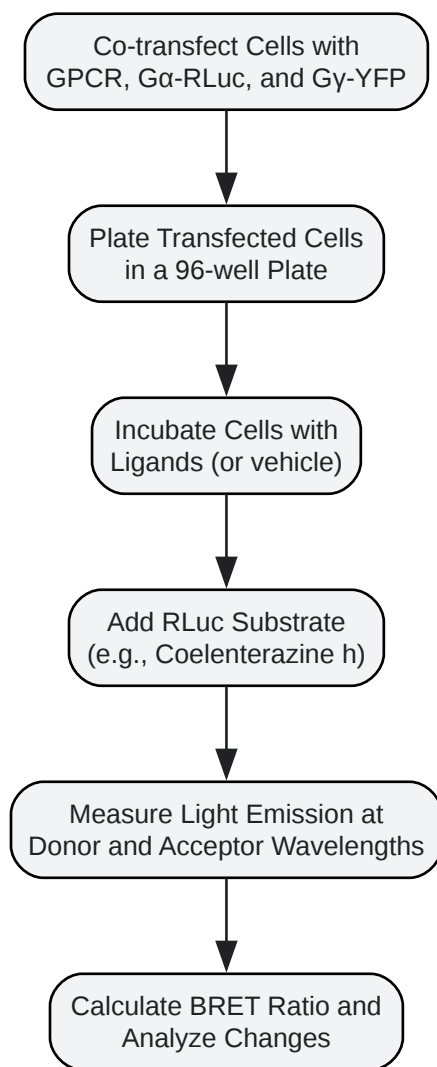 Co-transfect Cells with
GPCR, Gα-RLuc, and Gγ-YFP
Plate Transfected Cells
in a 96-well Plate
Incubate Cells with
Ligands (or vehicle)
Add RLuc Substrate
(e.g., Coelenterazine h)
Measure Light Emission at
Donor and Acceptor Wavelengths
Calculate BRET Ratio and
Analyze Changes